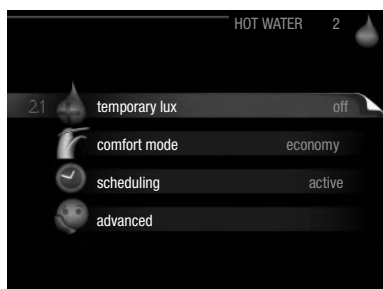 HOT WATER 2
2.1 temporary lux off
comfort mode economy
scheduling active
advanced